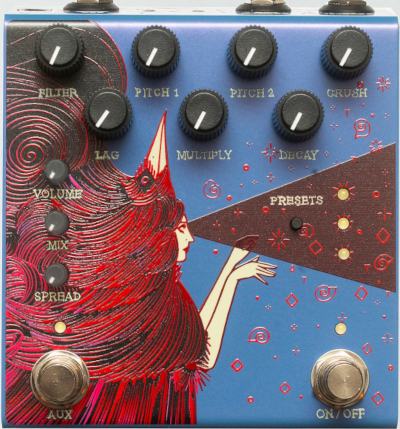 FILTER PITCH 1 PITCH 2 CRUSH
LAG MULTIPLY DECAY
VOLUME
PRESETS
MIX
SPREAD
AUX ON/OFF